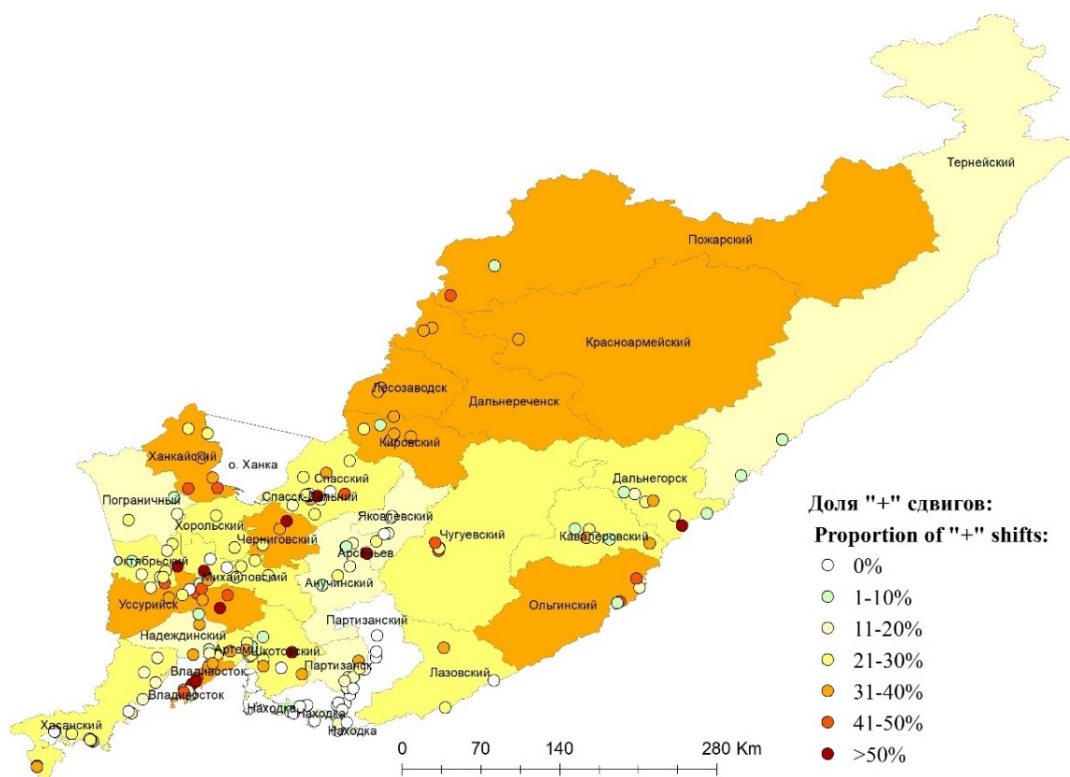 Тернейский
Пожарский
Красноармейский
Лесозаводск
Дальнереченск
Кировский
Ханкайский
о. Ханка
Спасский
Дальнегорск
Пограничный
Спасск-Дальний
Яковлевский
Хорольский
Черниговский
Чугуевский
Кавалеровский
Октябрьский
Арсеньев
Михайловский
Анучинский
Уссурийск
Ольгинский
Партизанский
Надеждинский
Артем
Шкотовский
Партизанск
Лазовский
Владивосток
Владивосток
Находка
Находка
Находка
Хасанский
Доля "+" сдвигов:
Proportion of "+" shifts:
0%
1-10%
11-20%
21-30%
31-40%
41-50%
>50%
0 70 140 280 Km